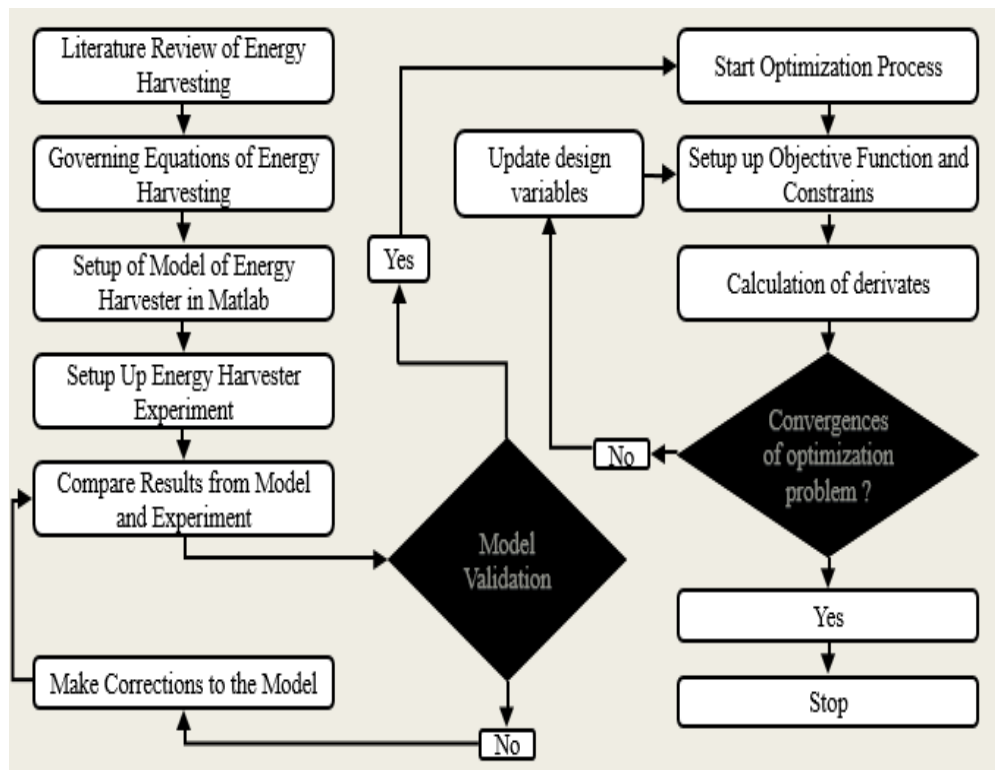 Literature Review of Energy
Harvesting
Governing Equations of Energy
Harvesting
Setup of Model of Energy
Harvester in Matlab
Setup Up Energy Harvester
Experiment
Compare Results from Model
and Experiment
Make Corrections to the Model
Model
Validation
Yes
No
Start Optimization Process
Update design
variables
Setup up Objective Function and
Constrains
Calculation of derivates
Convergences
of optimization
problem ?
No
Yes
Stop